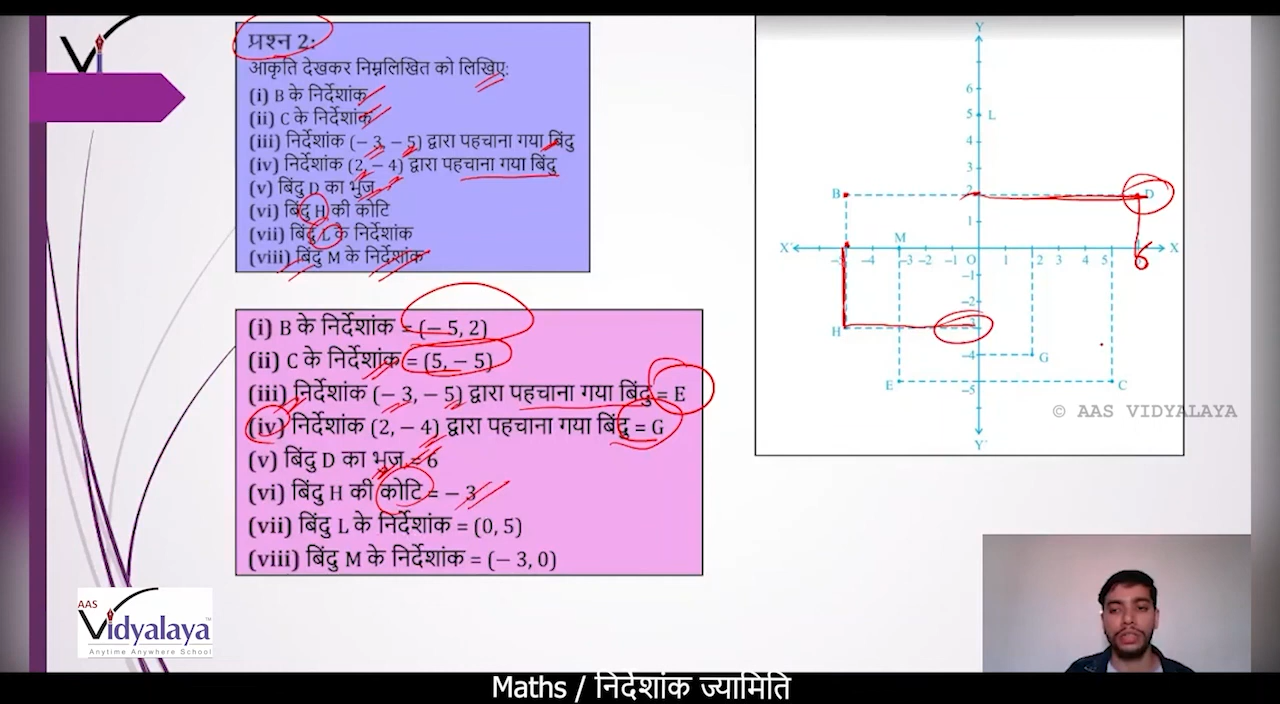 प्रश्न 2:
आकृति देखकर निम्नलिखित को लिखिए:
(i) B के निर्देशांक
(ii) C के निर्देशांक
(iii) निर्देशांक (− 3, − 5) द्वारा पहचाना गया बिंदु
(iv) निर्देशांक (2, − 4) द्वारा पहचाना गया बिंदु
(v) बिंदु D का भुज
(vi) बिंदु H की कोटि
(vii) बिंदु L के निर्देशांक
(viii) बिंदु M के निर्देशांक
(i) B के निर्देशांक = (− 5, 2)
(ii) C के निर्देशांक = (5, − 5)
(iii) निर्देशांक (− 3, − 5) द्वारा पहचाना गया बिंदु = E
(iv) निर्देशांक (2, − 4) द्वारा पहचाना गया बिंदु = G
(v) बिंदु D का भुज = 6
(vi) बिंदु H की कोटि = − 3
(vii) बिंदु L के निर्देशांक = (0, 5)
(viii) बिंदु M के निर्देशांक = (− 3, 0)
Y
6
5 L
4
3
B 2 D
1
M
X′ −4 −3 −2 −1 O 2 3 4 5 6 X
−1
−2
H
−4 G
E −5 C
Y′
© AAS VIDYALAYA
AAS
Vidyalaya
Anytime Anywhere School
Maths / निर्देशांक ज्यामिति